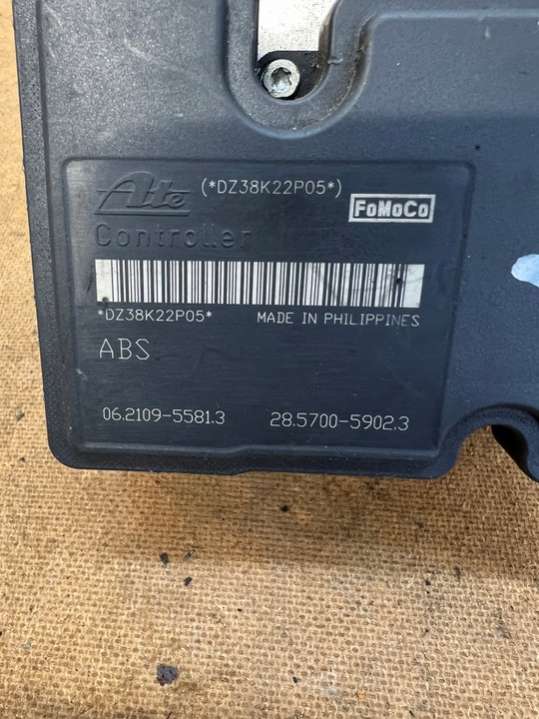 Ate (*DZ38K22P05*) FoMoCo
Controller
*DZ38K22P05* MADE IN PHILIPPINES
ABS
06.2109-5581.3 28.5700-5902.3